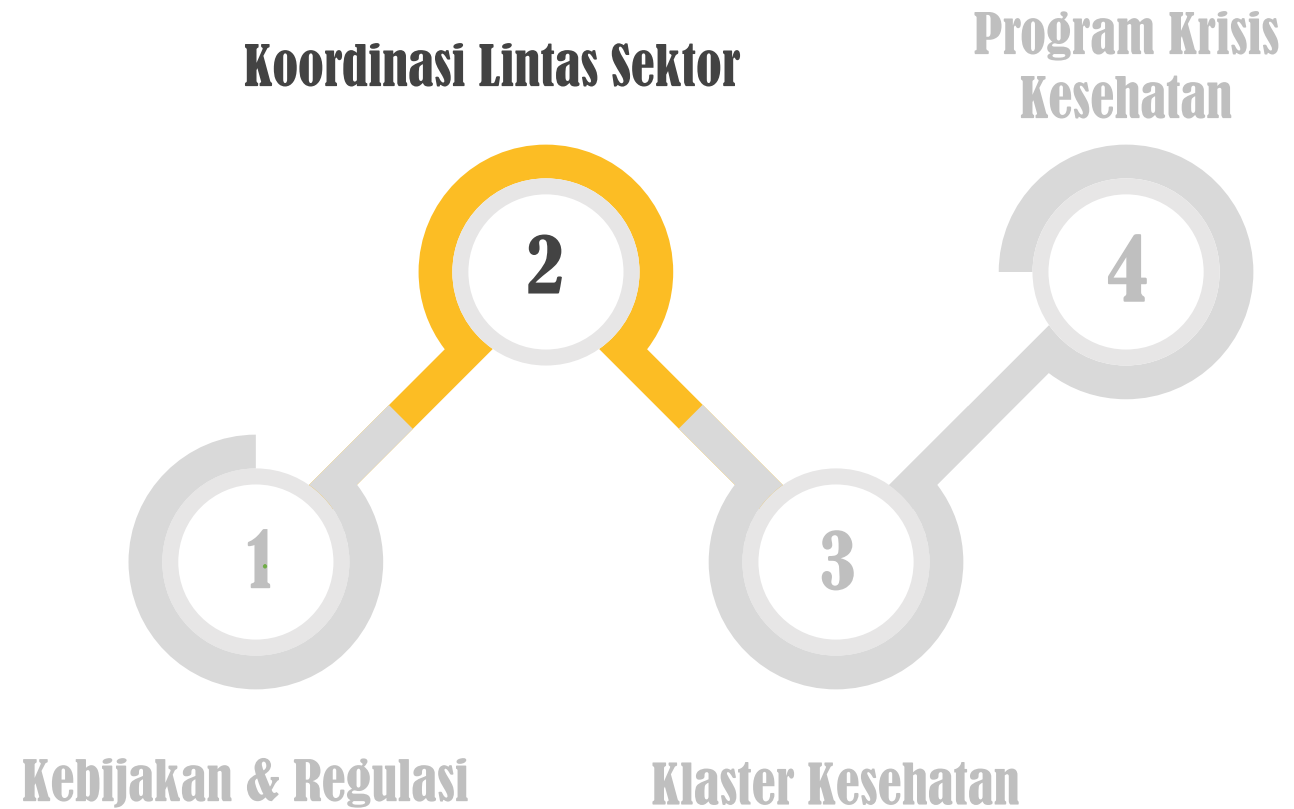 Koordinasi Lintas Sektor
Program Krisis
Kesehatan
2
4
1
3
Kebijakan & Regulasi
Klaster Kesehatan